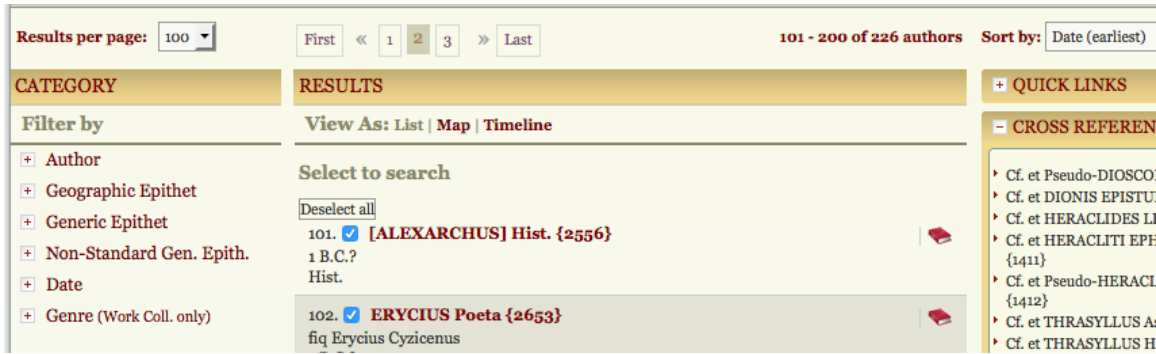 Results per page: 100
First « 1 2 3 » Last
101 - 200 of 226 authors
Sort by: Date (earliest)
CATEGORY
Filter by
Author
Geographic Epithet
Generic Epithet
Non-Standard Gen. Epith.
Date
Genre (Work Coll. only)
RESULTS
View As: List | Map | Timeline
Select to search
Deselect all
101. [ALEXARCHUS] Hist. {2556}
1 B.C.?
Hist.
102. ERYCIUS Poeta {2653}
fiq Erycius Cyzicenus
QUICK LINKS
CROSS REFEREN
Cf. et Pseudo-DIOSCO
Cf. et DIONIS EPISTU
Cf. et HERACLIDES L
Cf. et HERACLITI EPH
{1411}
Cf. et Pseudo-HERACL
{1412}
Cf. et THRASYLLUS A
Cf. et THRASYLLUS H